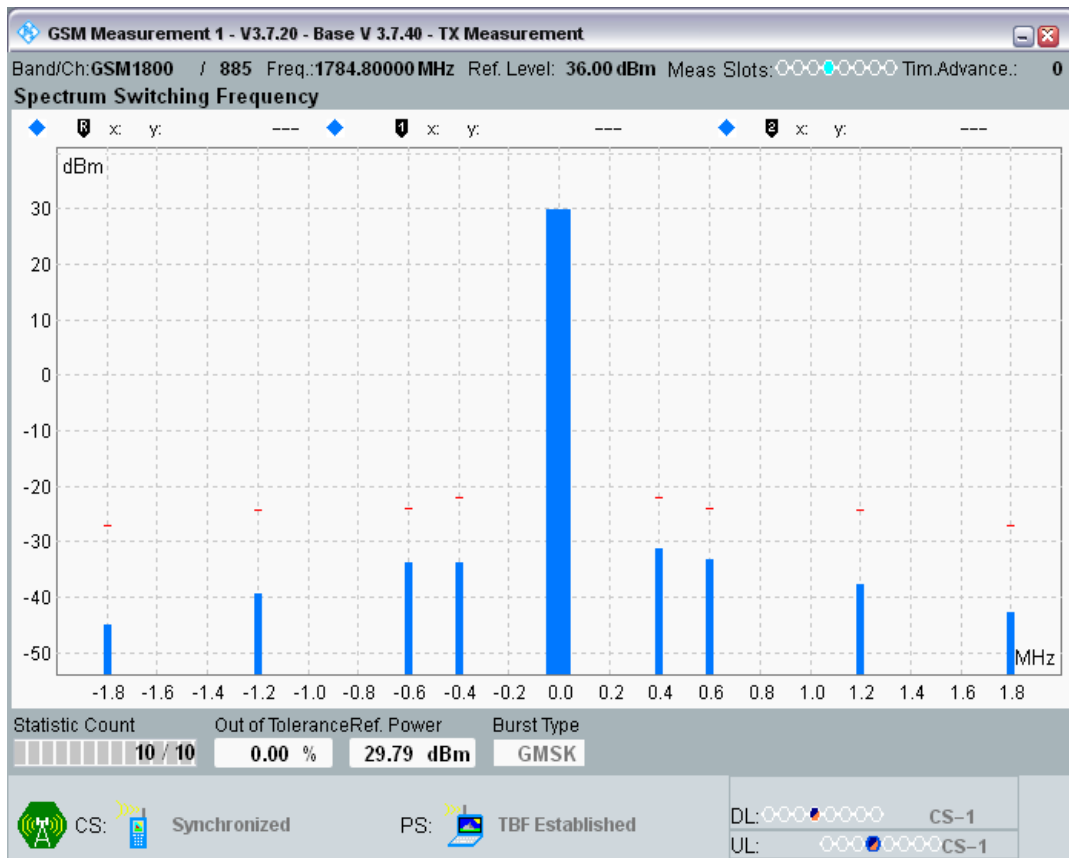 GSM Measurement 1 - V3.7.20 - Base V 3.7.40 - TX Measurement
Band/Ch:GSM1800 / 885 Freq.:1784.80000 MHz Ref. Level: 36.00 dBm Meas Slots: Tim.Advance.: 0
Spectrum Switching Frequency
R x: y: --- 1 x: y: --- 2 x: y: ---
dBm
30
20
10
0
-10
-20
-30
-40
-50
MHz
-1.8 -1.6 -1.4 -1.2 -1.0 -0.8 -0.6 -0.4 -0.2 0.0 0.2 0.4 0.6 0.8 1.0 1.2 1.4 1.6 1.8
Statistic Count Out of Tolerance Ref. Power Burst Type
10 / 10 0.00 % 29.79 dBm GMSK
CS: Synchronized PS: TBF Established DL: CS-1
UL: CS-1